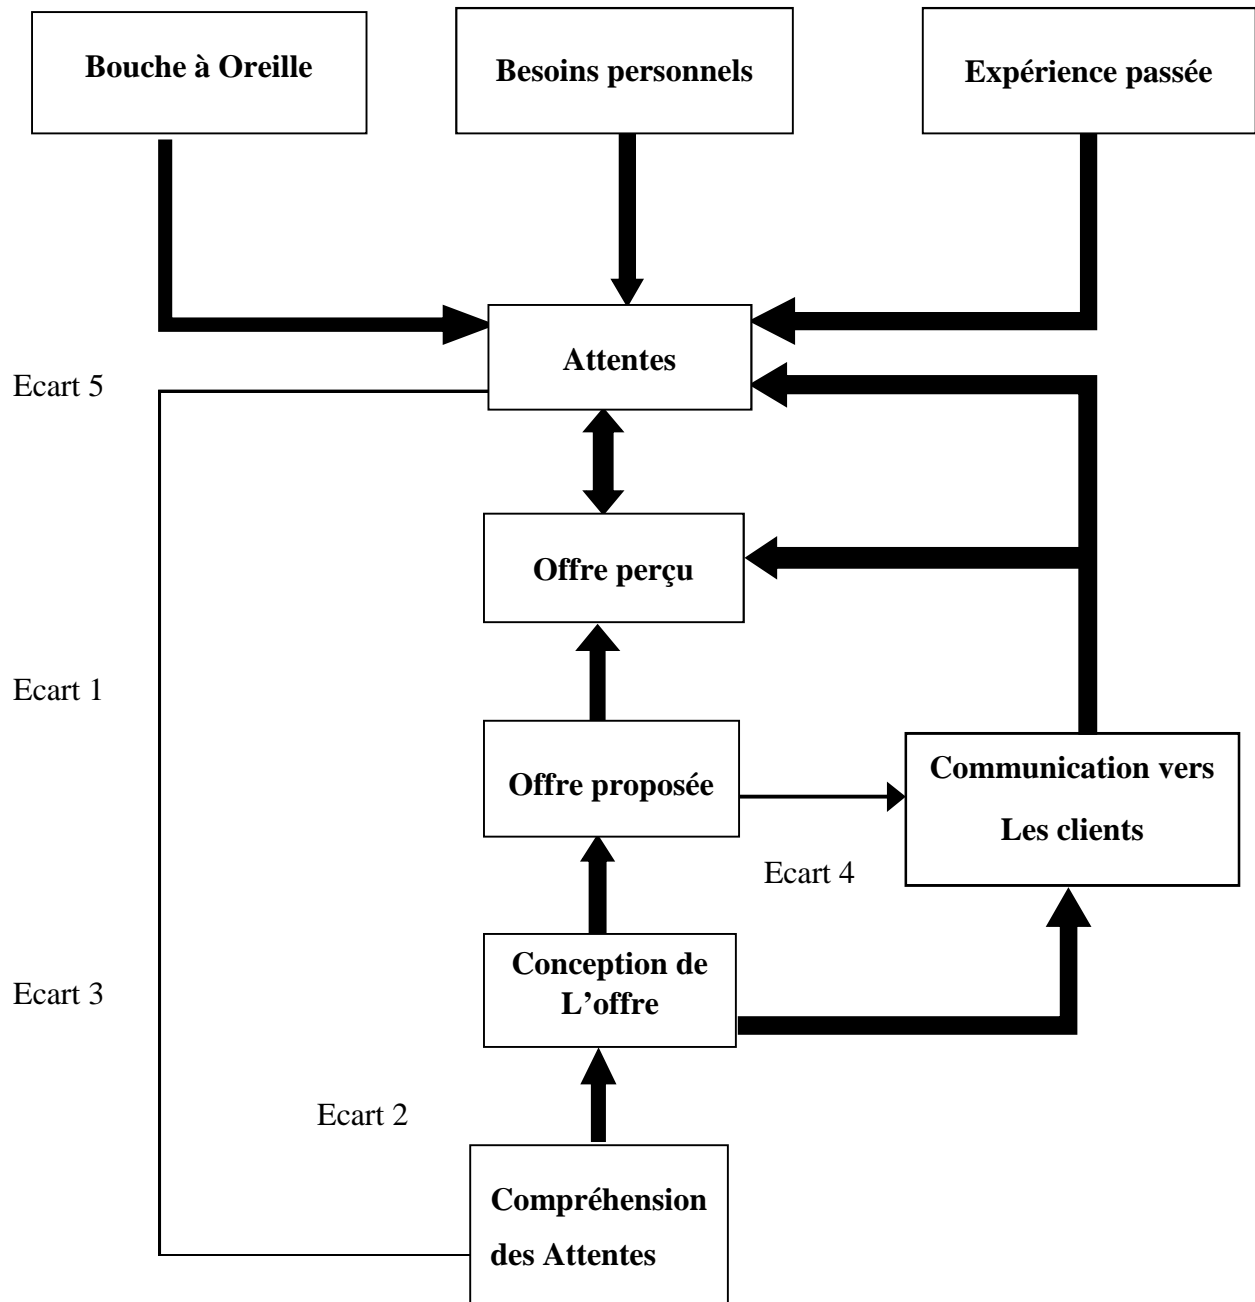 Bouche à Oreille
Besoins personnels
Expérience passée
Attentes
Ecart 5
Offre perçu
Ecart 1
Offre proposée
Communication vers
Les clients
Ecart 4
Conception de
L’offre
Ecart 3
Ecart 2
Compréhension
des Attentes